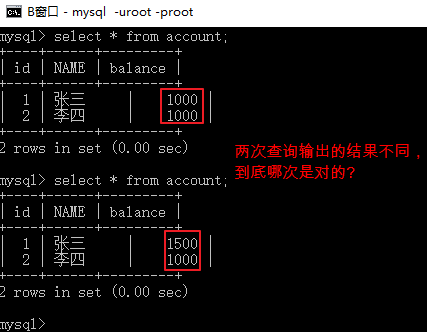 B窗口 - mysql  -uroot -proot
mysql> select * from account;
+----+------+---------+
| id | NAME | balance |
+----+------+---------+
|  1 | 张三      |    1000 |
|  2 | 李四      |    1000 |
+----+------+---------+
2 rows in set (0.00 sec)
两次查询输出的结果不同，
到底哪次是对的？
mysql> select * from account;
+----+------+---------+
| id | NAME | balance |
+----+------+---------+
|  1 | 张三      |    1500 |
|  2 | 李四      |    1000 |
+----+------+---------+
2 rows in set (0.00 sec)
mysql>